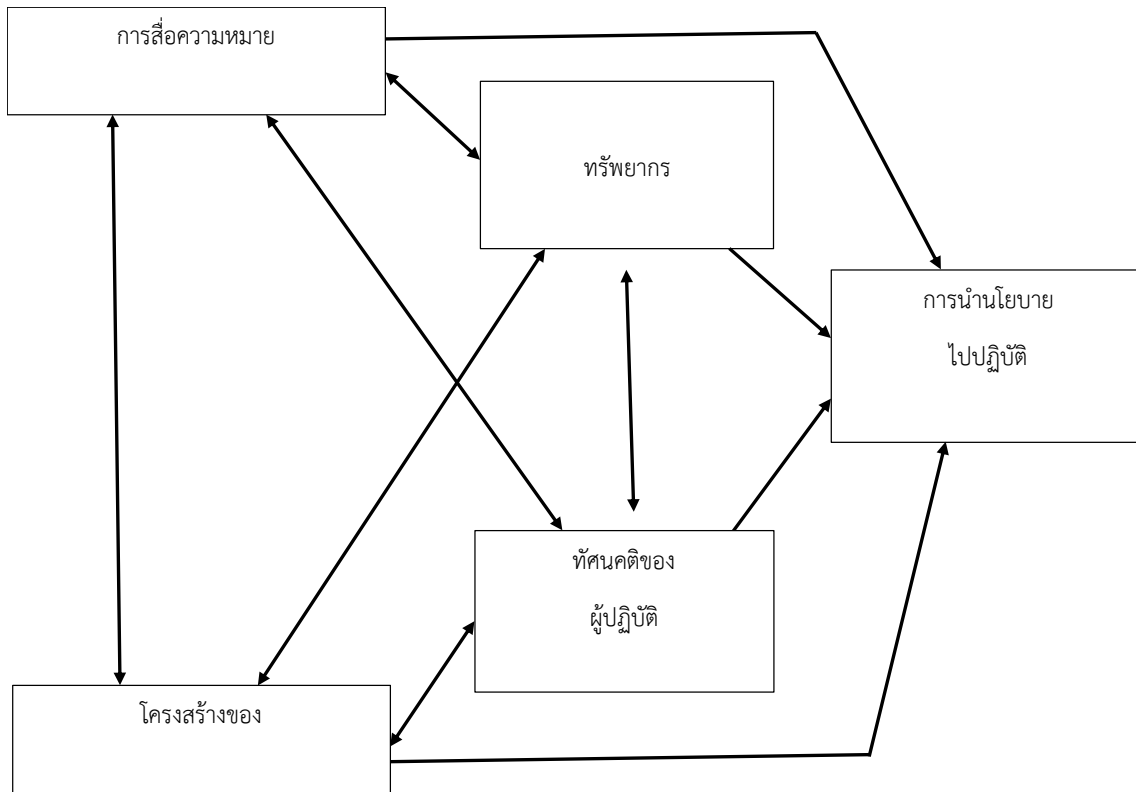 การสื่อความหมาย
ทรัพยากร
การนำนโยบาย
ไปปฏิบัติ
ทัศนคติของ
ผู้ปฏิบัติ
โครงสร้างของ